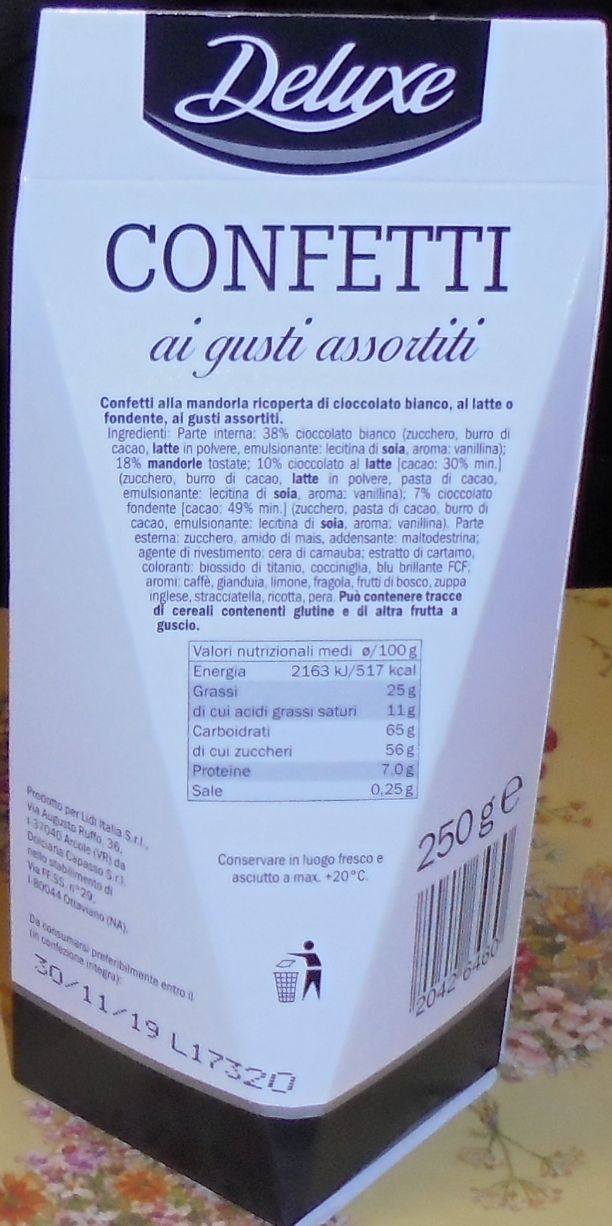 Deluxe
CONFETTI
ai gusti assortiti
Confetti alla mandorla ricoperta di cioccolato bianco, al latte o
fondente, ai gusti assortiti.
Ingredienti: Parte interna: 38% cioccolato bianco (zucchero, burro di
cacao, latte in polvere, emulsionante: lecitina di soia, aroma: vanillina);
18% mandorle tostate; 10% cioccolato al latte [cacao: 30% min.]
(zucchero, burro di cacao, latte in polvere, pasta di cacao,
emulsionante: lecitina di soia, aroma: vanillina); 7% cioccolato
fondente [cacao: 49% min.] (zucchero, pasta di cacao, burro di
cacao, emulsionante: lecitina di soia, aroma: vanillina). Parte
esterna: zucchero, amido di mais, addensante: maltodestrina;
agente di rivestimento: cera di carnauba; estratto di cartamo,
coloranti: biossido di titanio, cocciniglia, blu brillante FCF,
aromi: caffè, gianduia, limone, fragola, frutti di bosco, zuppa
inglese, stracciatella, ricotta, pera. Può contenere tracce
di cereali contenenti glutine e di altra frutta a
guscio.
Valori nutrizionali medi ø/100 g
Energia 2163 kJ/517 kcal
Grassi 25 g
di cui acidi grassi saturi 11 g
Carboidrati 65 g
di cui zuccheri 56 g
Proteine 7,0 g
Sale 0,25 g
Prodotto per Lidl Italia S.r.l.,
Via Augusto Ruffo, 36,
I-37040 Arcole (VR) da
Dolciaria Capasso S.r.l.
nello stabilimento di
Via FF.SS. n°29,
I-80044 Ottaviano (NA).
Da consumarsi preferibilmente entro il
(in confezione integra):
30/11/19 L17320
Conservare in luogo fresco e
asciutto a max. +20°C.
250 g e
2042 6460